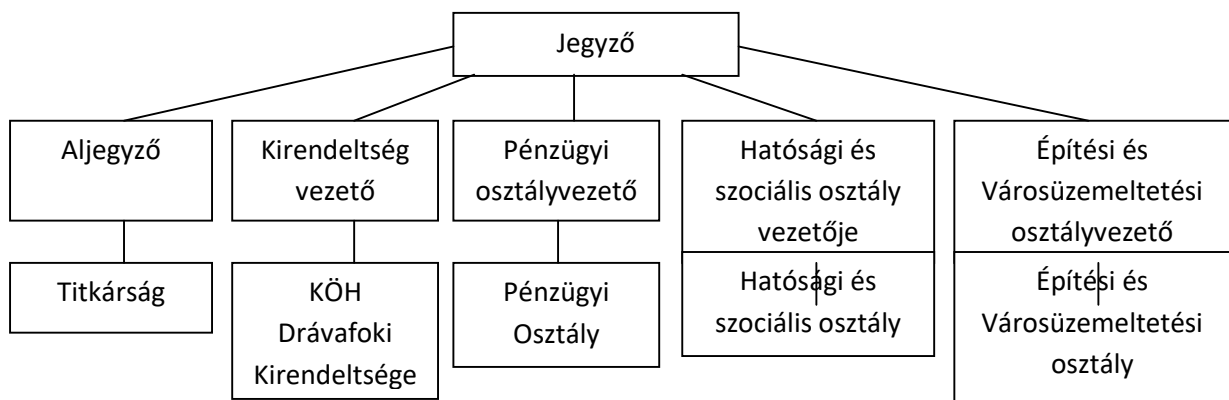 Jegyző
Aljegyző
Kirendeltség
vezető
Pénzügyi
osztályvezető
Hatósági és
szociális osztály
vezetője
Építési és
Városüzemeltetési
osztályvezető
Titkárság
KÖH
Drávafoki
Kirendeltsége
Pénzügyi
Osztály
Hatósági és
szociális osztály
Építési és
Városüzemeltetési
osztály